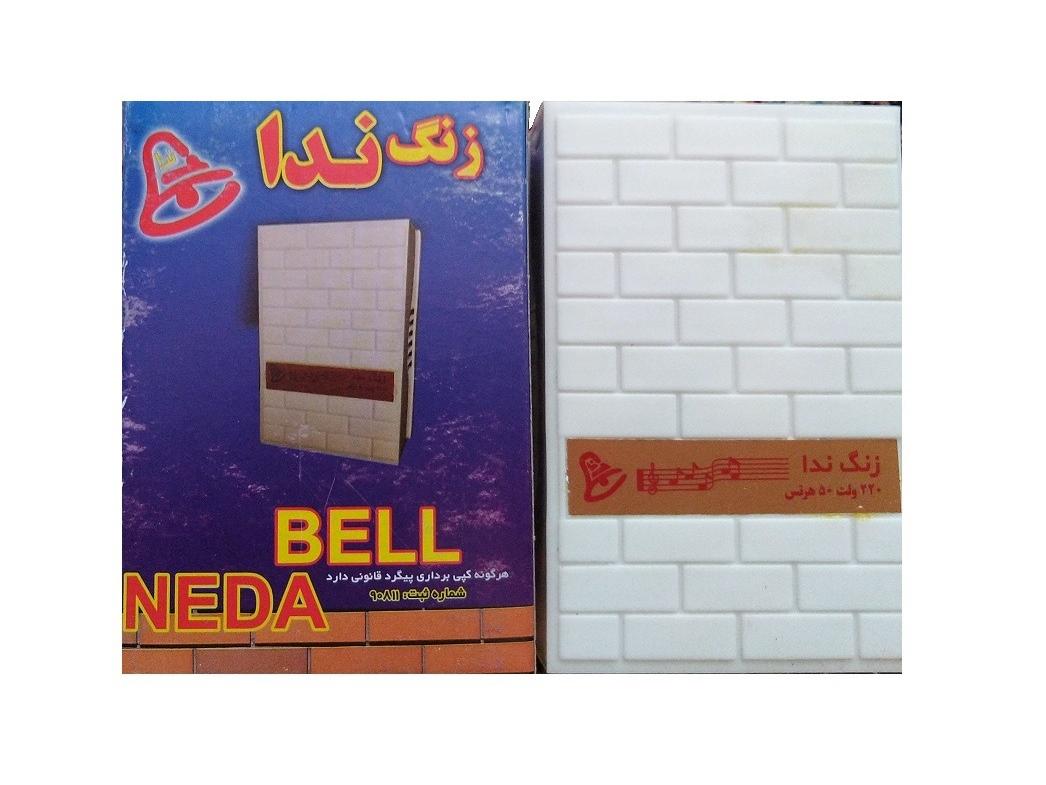 زنگ ندا
ندا
BELL
هرگونه کپی برداری پیگرد قانونی دارد
شماره ثبت: ۹۰۸۱۱
NEDA
زنگ ندا
۲۲۰ ولت ۵۰ هرتس